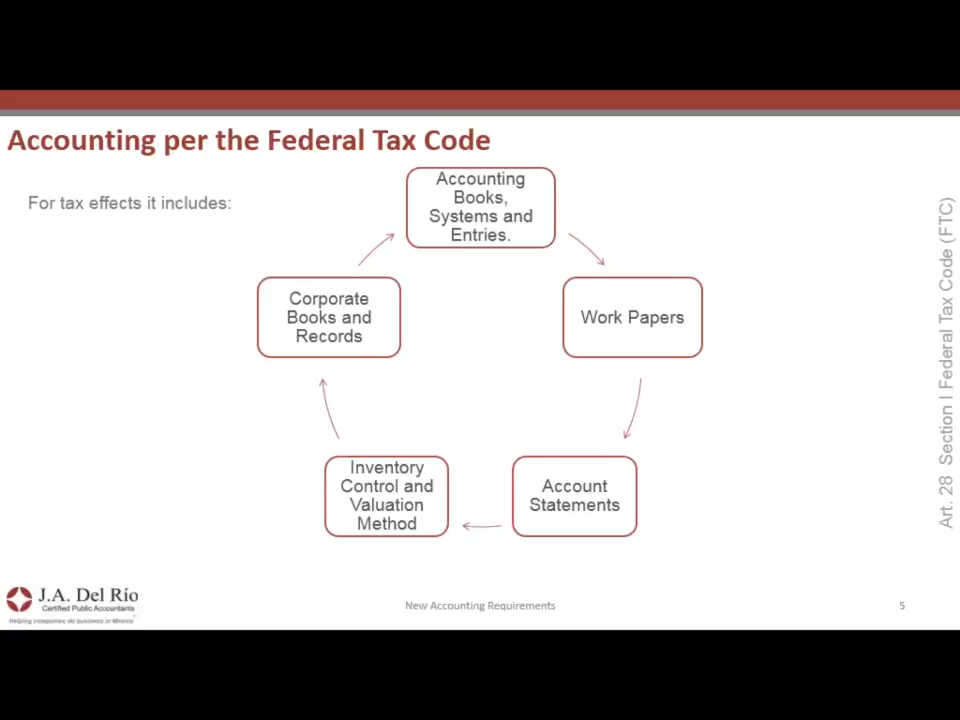 Accounting per the Federal Tax Code
For tax effects it includes:
Accounting
Books,
Systems and
Entries.
Work Papers
Account
Statements
Inventory
Control and
Valuation
Method
Corporate
Books and
Records
Art. 28 Section I Federal Tax Code (FTC)
J.A. Del Río
Certified Public Accountants
Helping companies do business in Mexico
New Accounting Requirements
5